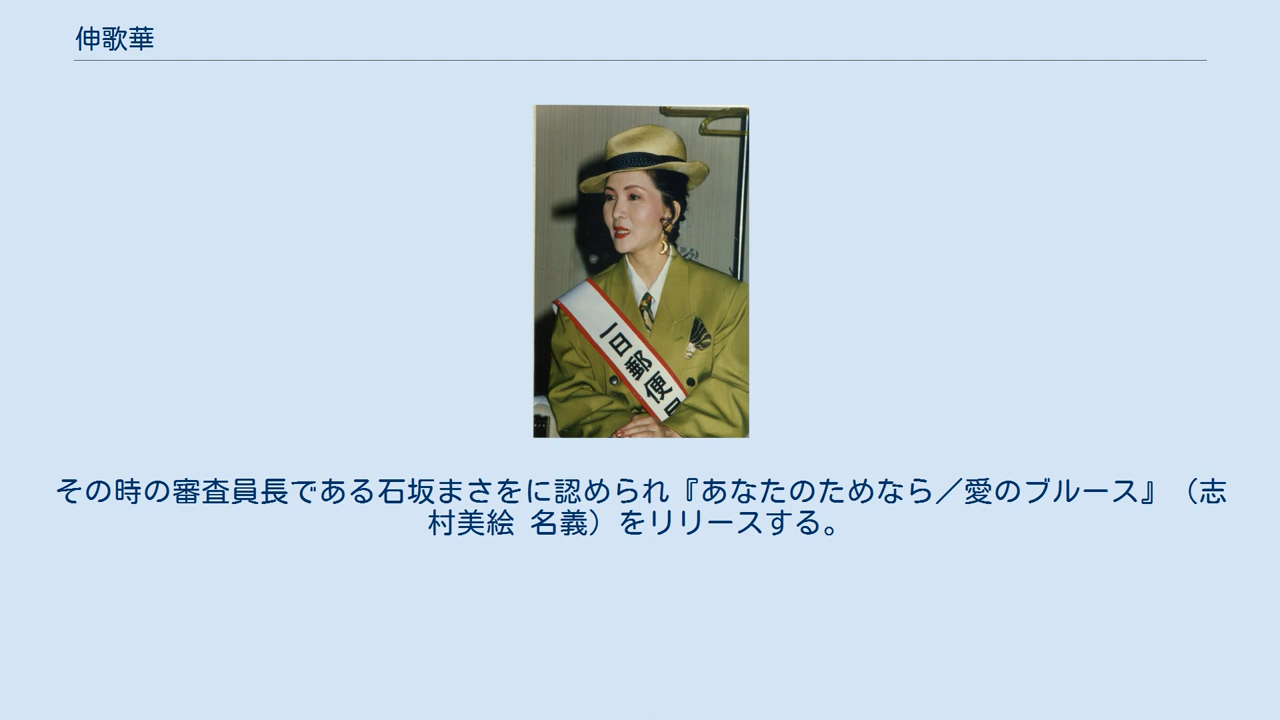 伸歌華
一日郵便
その時の審査員長である石坂まさをに認められ『あなたのためなら／愛のブルース』（志
村美絵 名義）をリリースする。